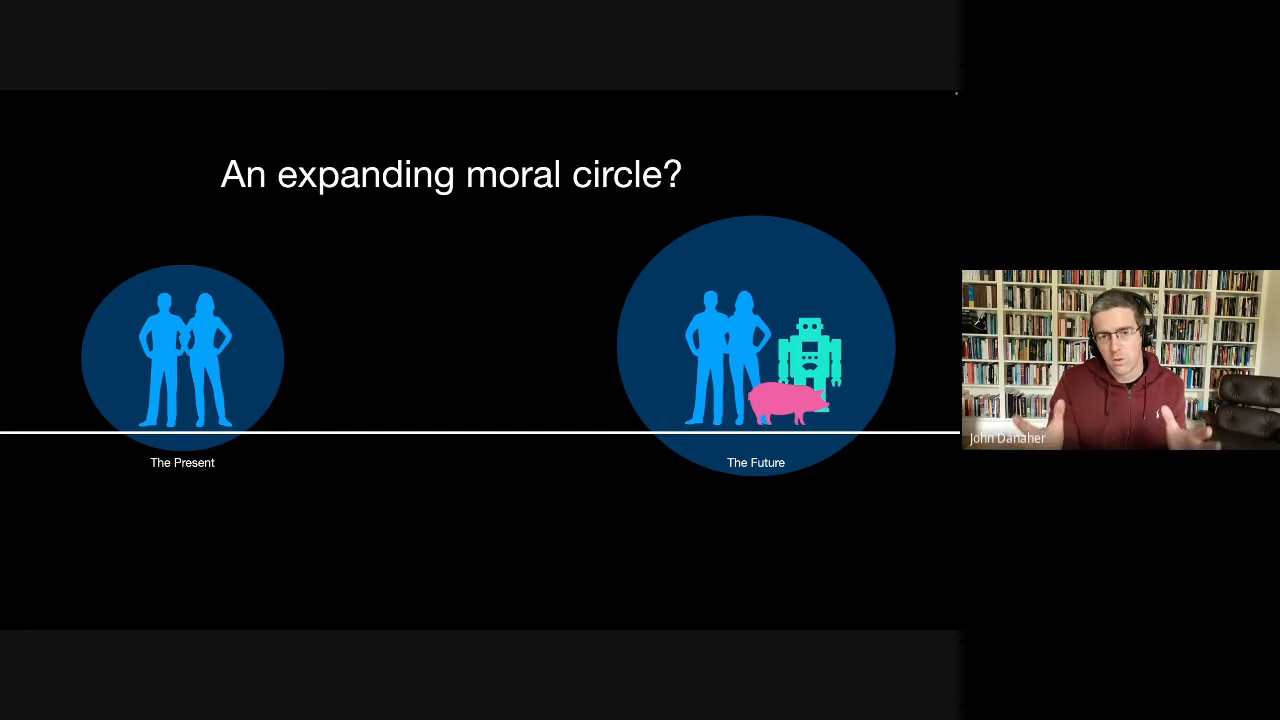 An expanding moral circle?
The Present
The Future
John Danaher